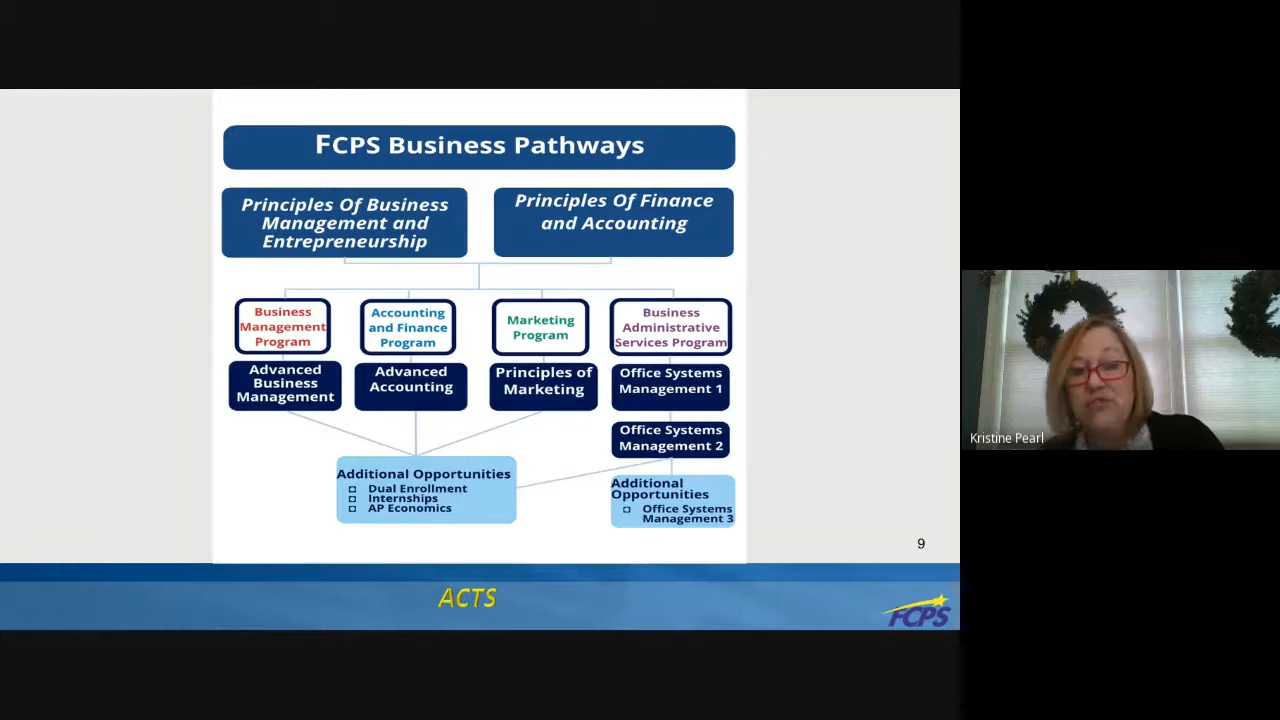 FCPS Business Pathways
Principles Of Business
Management and
Entrepreneurship
Principles Of Finance
and Accounting
Business
Management
Program
Accounting
and Finance
Program
Marketing
Program
Business
Administrative
Services Program
Advanced
Business
Management
Advanced
Accounting
Principles of
Marketing
Office Systems
Management 1
Office Systems
Management 2
Additional Opportunities
Dual Enrollment
Internships
AP Economics
Additional
Opportunities
Office Systems
Management 3
9
ACTS
FCPS
Kristine Pearl